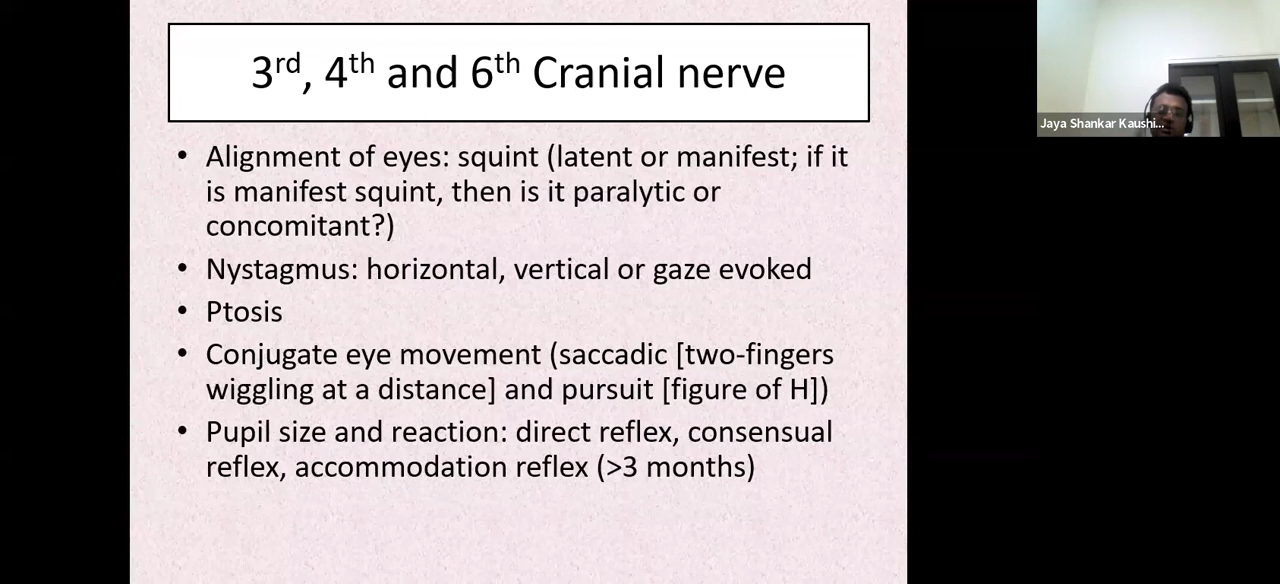 3rd, 4th and 6th Cranial nerve
• Alignment of eyes: squint (latent or manifest; if it
is manifest squint, then is it paralytic or
concomitant?)
• Nystagmus: horizontal, vertical or gaze evoked
• Ptosis
• Conjugate eye movement (saccadic [two-fingers
wiggling at a distance] and pursuit [figure of H])
• Pupil size and reaction: direct reflex, consensual
reflex, accommodation reflex (>3 months)
Jaya Shankar Kaushi...